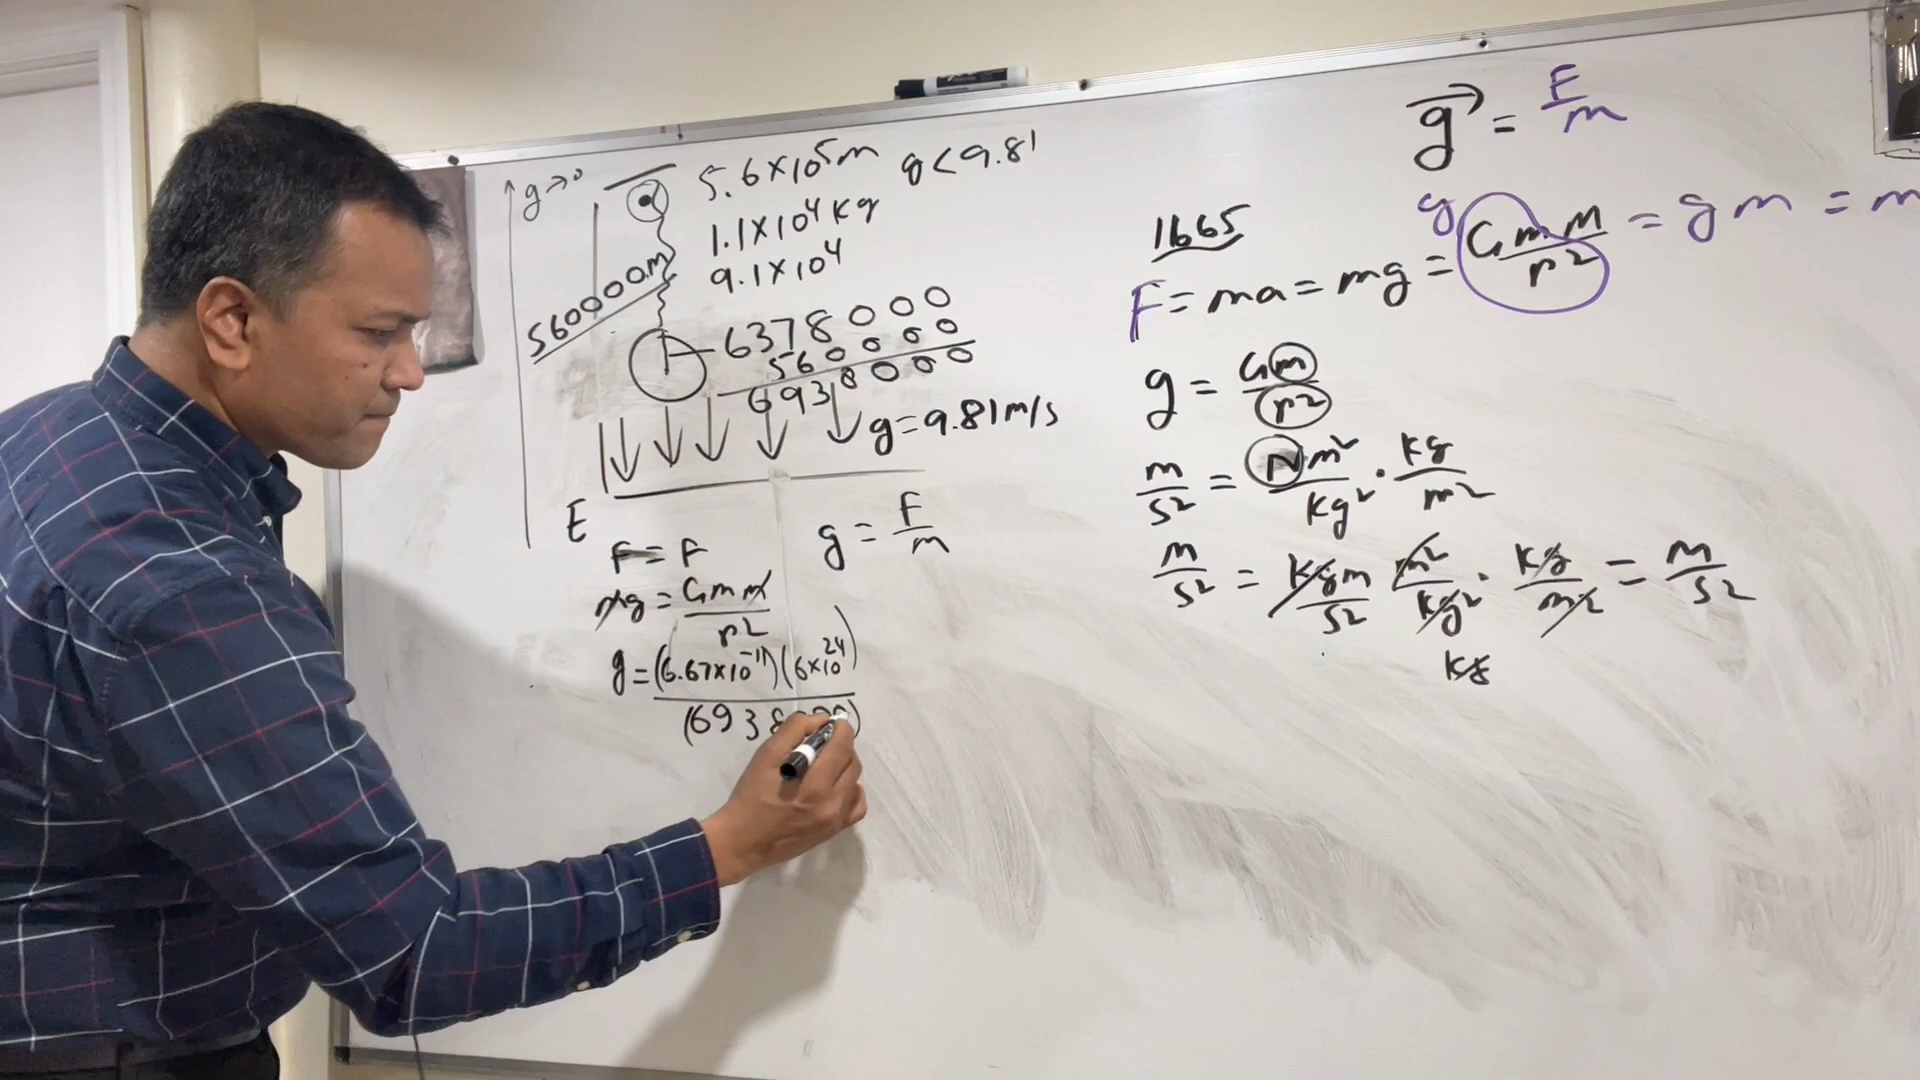 g→0
5.6×10⁵m g<9.81
1.1×10⁴kg
9.1×10⁴
560000m
6378000
560000
6938000
g=9.81m/s
E
F = F
g = F/m
mg = Gmm/r²
g = (6.67×10⁻¹¹)(6×10²⁴)
(6938000)
g⃗ = F/m
1665
g
F = ma = mg = Gmm/r² = gm = m
g = Gm/r²
m/s² = Nm²/kg² · kg/m²
m/s² = kgm/s² m²/kg² · kg/m² = m/s²
kg